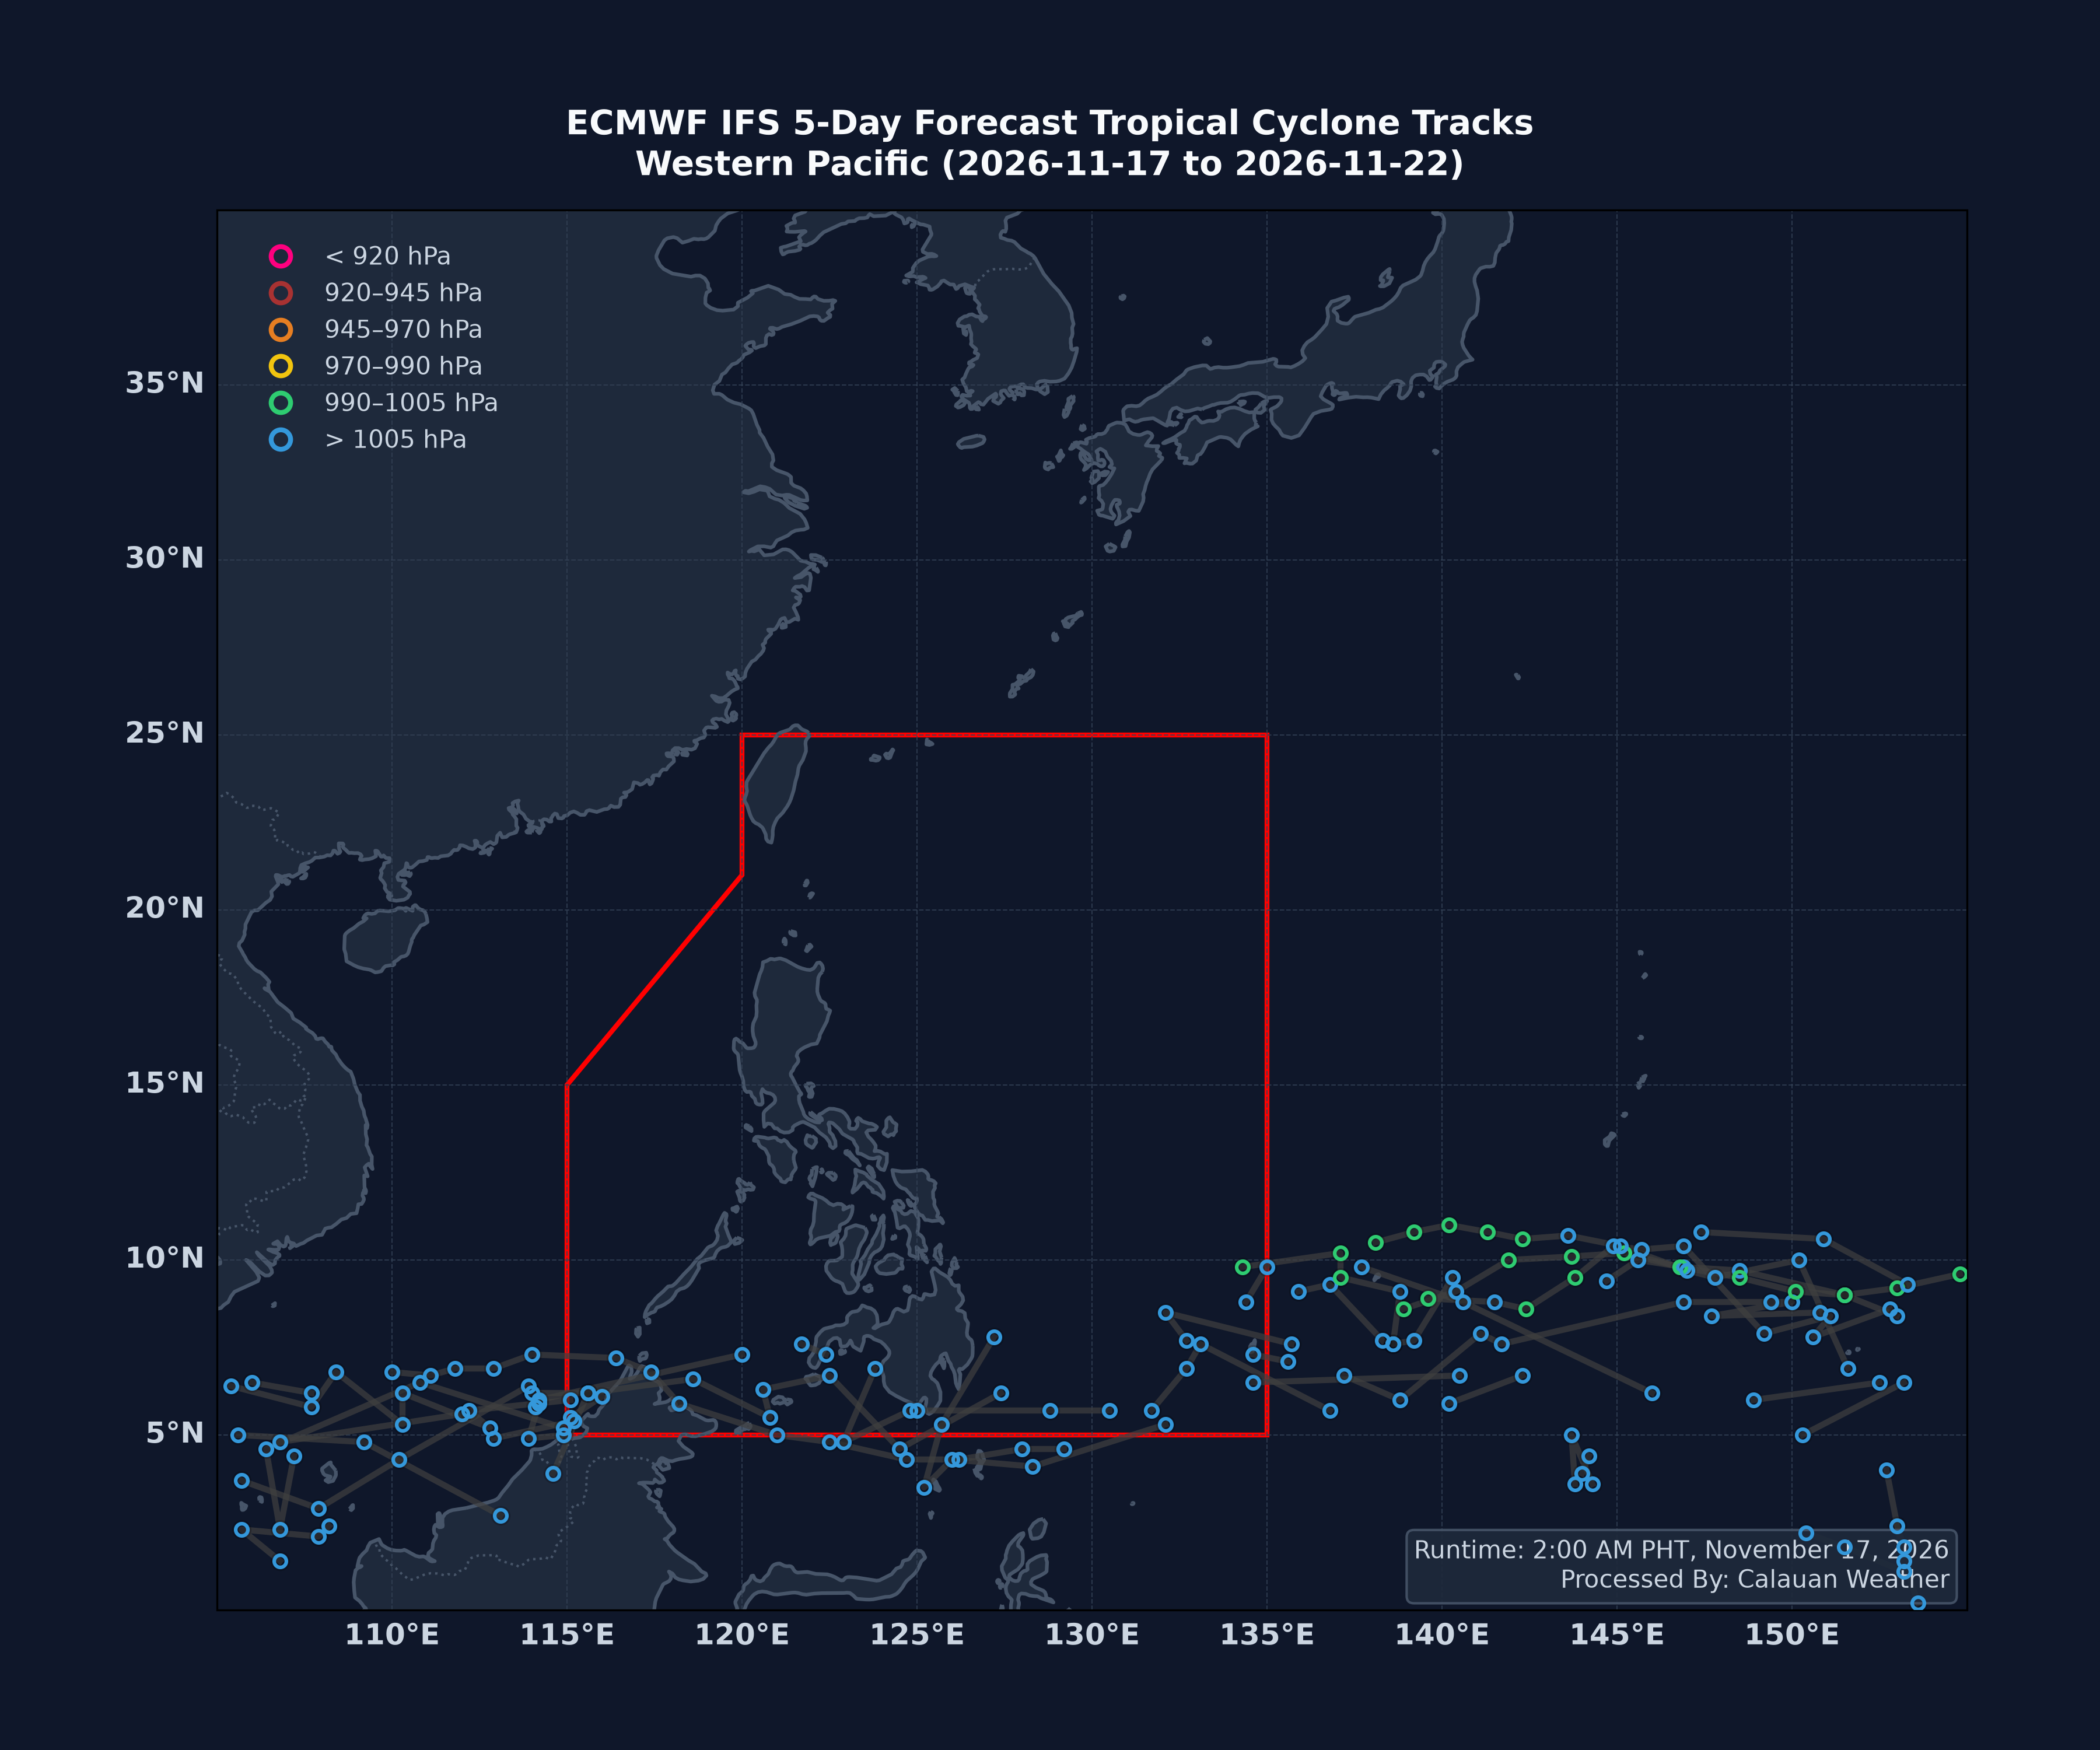 ECMWF IFS 5-Day Forecast Tropical Cyclone Tracks
Western Pacific (2026-11-17 to 2026-11-22)
< 920 hPa
920–945 hPa
945–970 hPa
970–990 hPa
990–1005 hPa
> 1005 hPa
35°N
30°N
25°N
20°N
15°N
10°N
5°N
Runtime: 2:00 AM PHT, November 17, 2026
Processed By: Calauan Weather
110°E 115°E 120°E 125°E 130°E 135°E 140°E 145°E 150°E